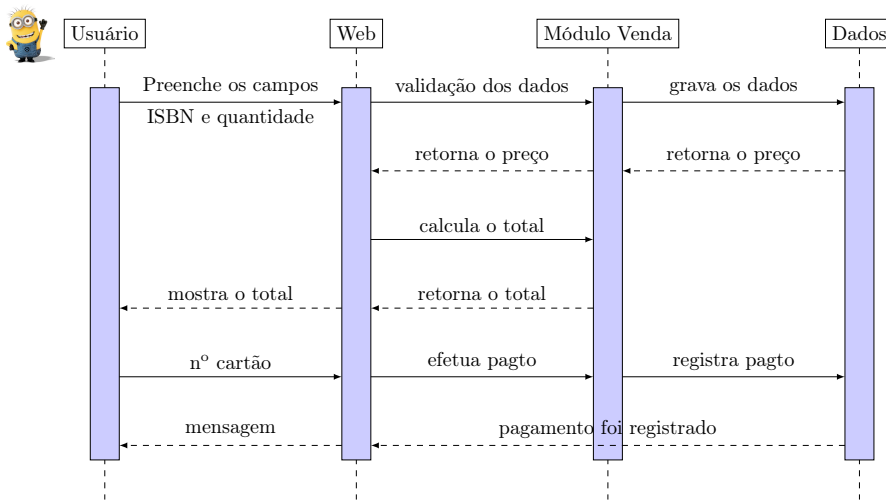 Usuário
Web
Módulo Venda
Dados
Preenche os campos
ISBN e quantidade
validação dos dados
grava os dados
retorna o preço
retorna o preço
calcula o total
mostra o total
retorna o total
nº cartão
efetua pagto
registra pagto
mensagem
pagamento foi registrado